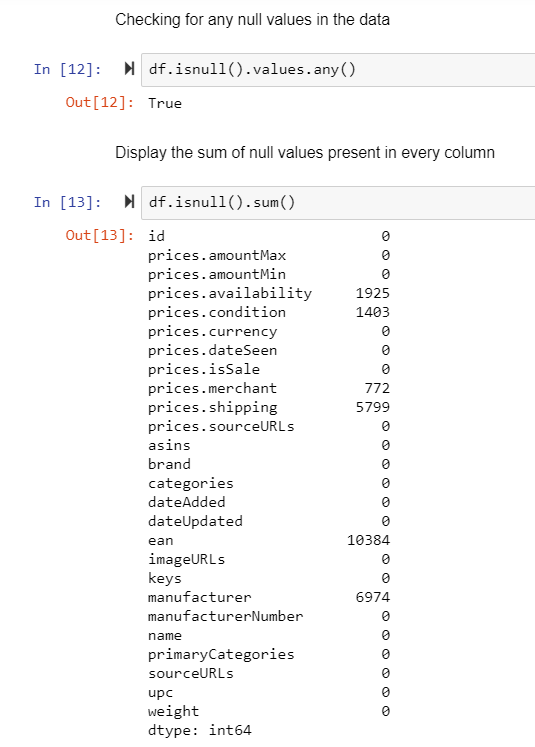 Checking for any null values in the data
In [12]: df.isnull().values.any()
Out[12]: True
Display the sum of null values present in every column
In [13]: df.isnull().sum()
Out[13]: id 0
prices.amountMax 0
prices.amountMin 0
prices.availability 1925
prices.condition 1403
prices.currency 0
prices.dateSeen 0
prices.isSale 0
prices.merchant 772
prices.shipping 5799
prices.sourceURLs 0
asins 0
brand 0
categories 0
dateAdded 0
dateUpdated 0
ean 10384
imageURLs 0
keys 0
manufacturer 6974
manufacturerNumber 0
name 0
primaryCategories 0
sourceURLs 0
upc 0
weight 0
dtype: int64